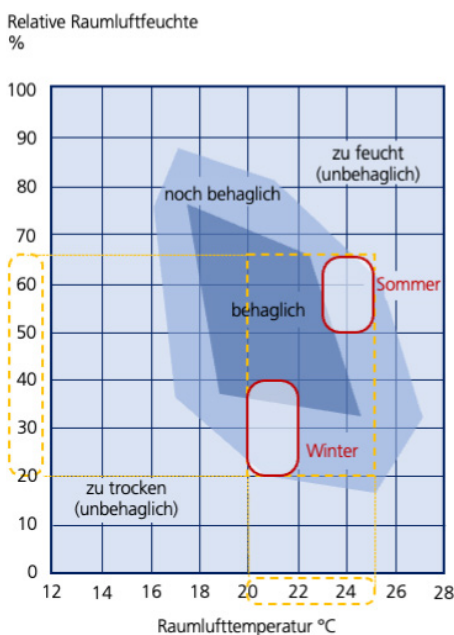 Relative Raumluftfeuchte
%
100
90
80
70
60
50
40
30
20
10
0
zu feucht
(unbehaglich)
noch behaglich
Sommer
behaglich
Winter
zu trocken
(unbehaglich)
12 14 16 18 20 22 24 26 28
Raumlufttemperatur °C